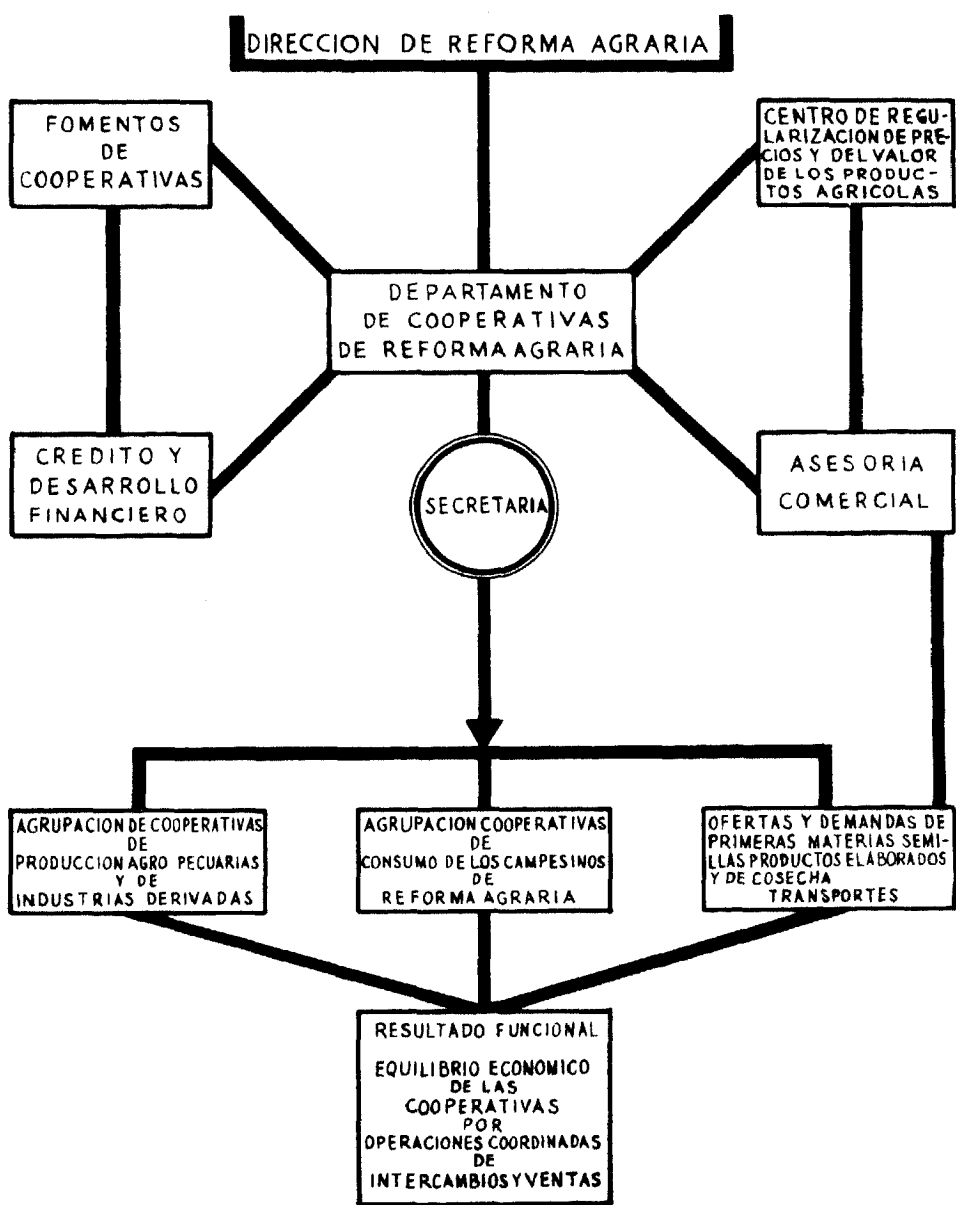 DIRECCION DE REFORMA AGRARIA
FOMENTOS
DE
COOPERATIVAS
CENTRO DE REGU-
LARIZACION DE PRE-
CIOS Y DEL VALOR
DE LOS PRODUC-
TOS AGRICOLAS
DEPARTAMENTO
DE COOPERATIVAS
DE REFORMA AGRARIA
CREDITO Y
DESARROLLO
FINANCIERO
SECRETARIA
ASESORIA
COMERCIAL
AGRUPACION DE COOPERATIVAS
DE
PRODUCCION AGRO PECUARIAS
Y DE
INDUSTRIAS DERIVADAS
AGRUPACION COOPERATIVAS
DE
CONSUMO DE LOS CAMPESINOS
DE
REFORMA AGRARIA
OFERTAS Y DEMANDAS DE
PRIMERAS MATERIAS SEMI-
LLAS PRODUCTOS ELABORADOS
Y DE COSECHA
TRANSPORTES
RESULTADO FUNCIONAL
EQUILIBRIO ECONOMICO
DE LAS
COOPERATIVAS
POR
OPERACIONES COORDINADAS
DE
INTERCAMBIOS Y VENTAS